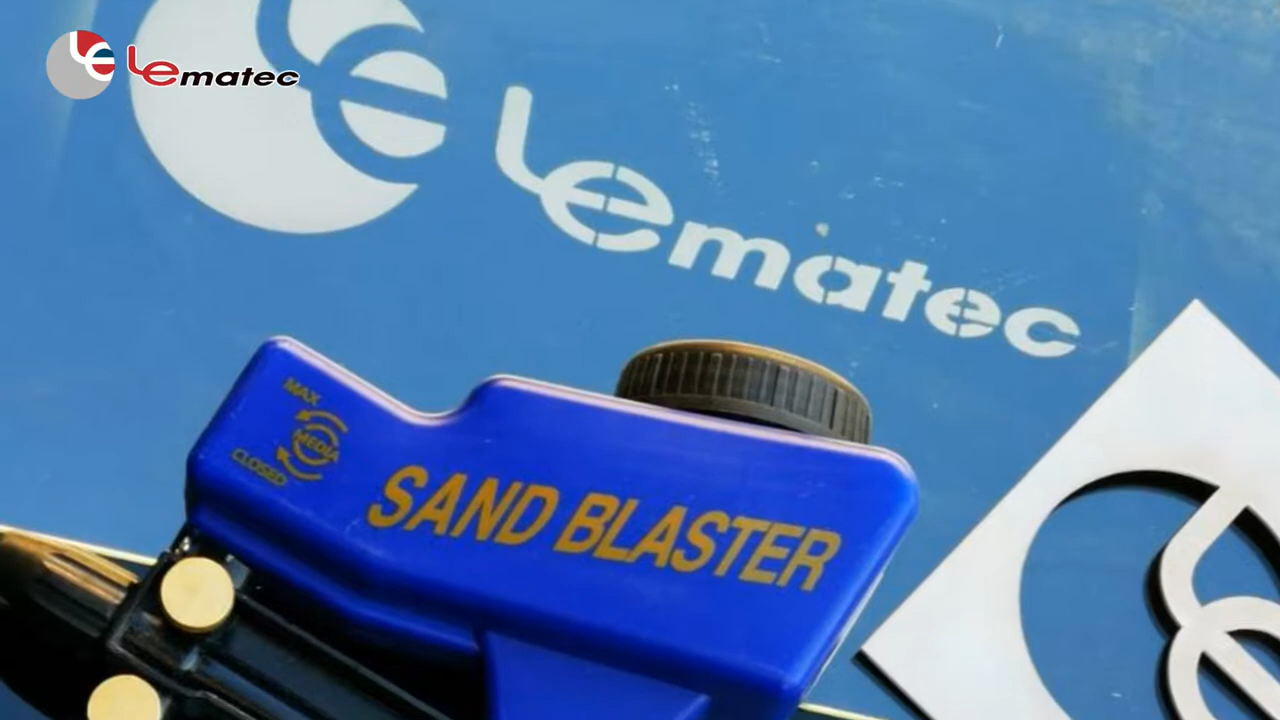 Lematec
Lematec
MAX
MEDIA
CLOSED
SAND BLASTER